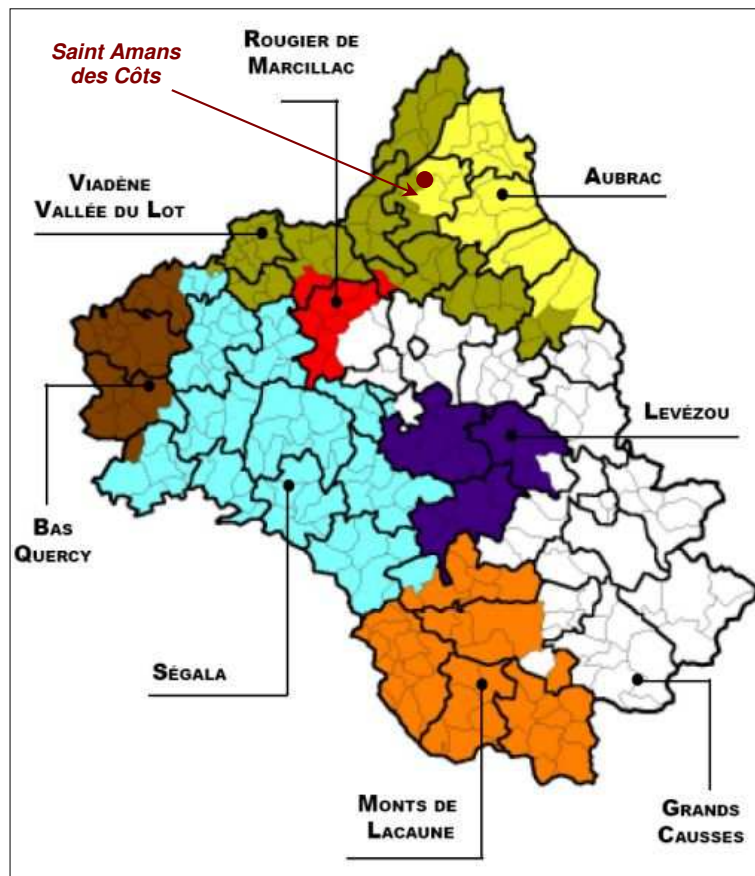 Saint Amans
des Côts
ROUGIER DE
MARCILLAC
VIADÈNE
VALLÉE DU LOT
AUBRAC
LEVÉZOU
BAS
QUERCY
SÉGALA
MONTS DE
LACAUNE
GRANDS
CAUSSES